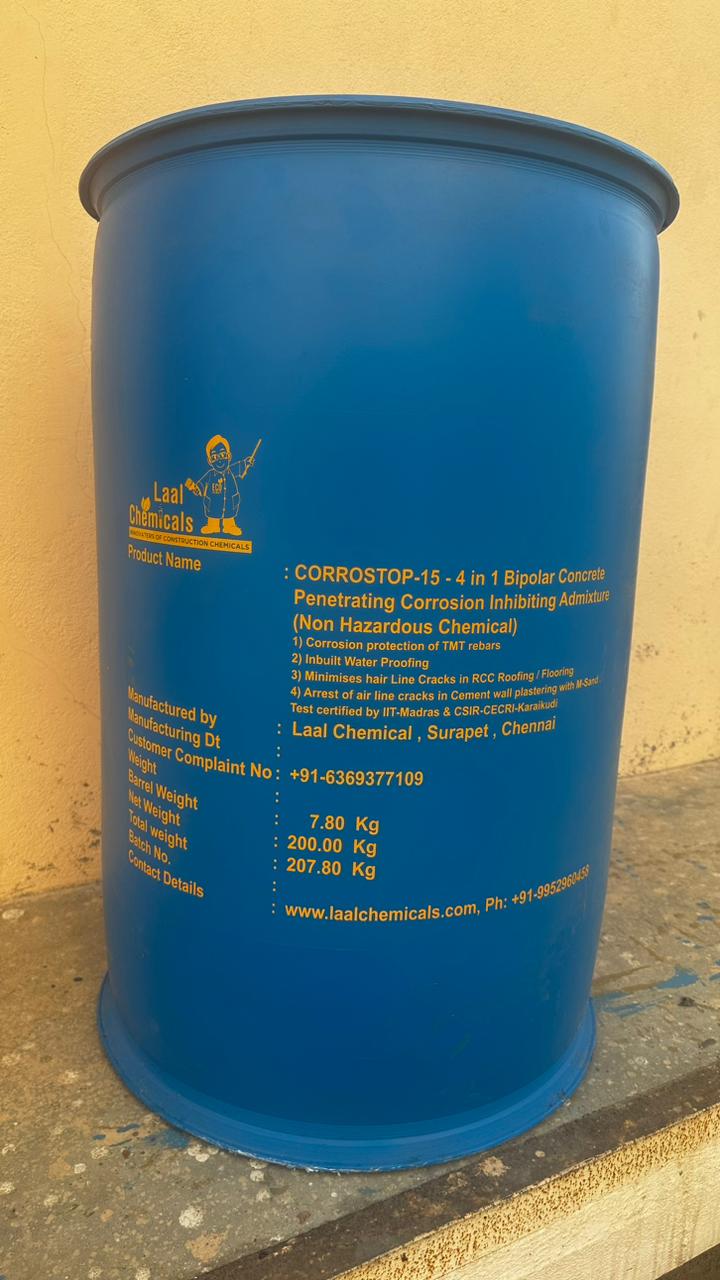 ECO
Laal
Chemicals
INNOVATERS OF CONSTRUCTION CHEMICALS
Product Name : CORROSTOP-15 - 4 in 1 Bipolar Concrete
Penetrating Corrosion Inhibiting Admixture
(Non Hazardous Chemical)
1) Corrosion protection of TMT rebars
2) Inbuilt Water Proofing
3) Minimises hair Line Cracks in RCC Roofing / Flooring
4) Arrest of air line cracks in Cement wall plastering with M-Sand
Test certified by IIT-Madras & CSIR-CECRI-Karaikudi
Manufactured by : Laal Chemical , Surapet , Chennai
Manufacturing Dt :
Customer Complaint No : +91-6369377109
Weight :
Barrel Weight : 7.80 Kg
Net Weight : 200.00 Kg
Total weight : 207.80 Kg
Batch No. :
Contact Details : www.laalchemicals.com, Ph: +91-9952960458